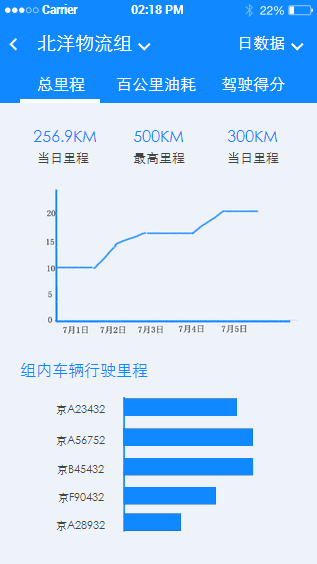 Carrier 02:18 PM 22%
北洋物流组 日数据
总里程 百公里油耗 驾驶得分
256.9KM 500KM 300KM
当日里程 最高里程 当日里程
20
15
10
5
0
7月1日 7月2日 7月3日 7月4日 7月5日
组内车辆行驶里程
京A23432
京A56752
京B45432
京F90432
京A28932